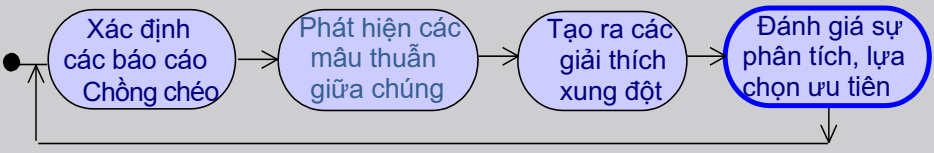 Xác định
các báo cáo
Chồng chéo
Phát hiện các
mâu thuẫn
giữa chúng
Tạo ra các
giải thích
xung đột
Đánh giá sự
phân tích, lựa
chọn ưu tiên